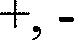 +, -